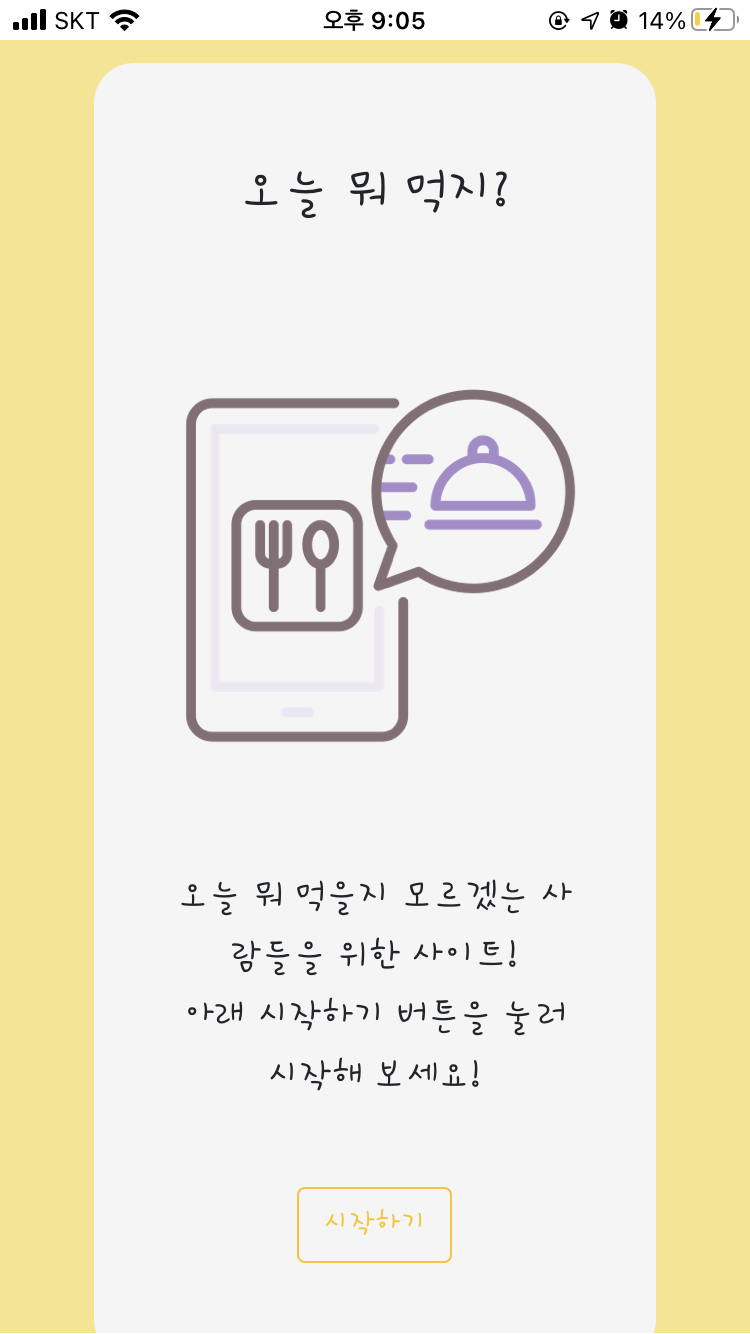 SKT 오후 9:05 14%
오늘 뭐 먹지?
오늘 뭐 먹을지 모르겠는 사
람들을 위한 사이트!
아래 시작하기 버튼을 눌러
시작해 보세요!
시작하기